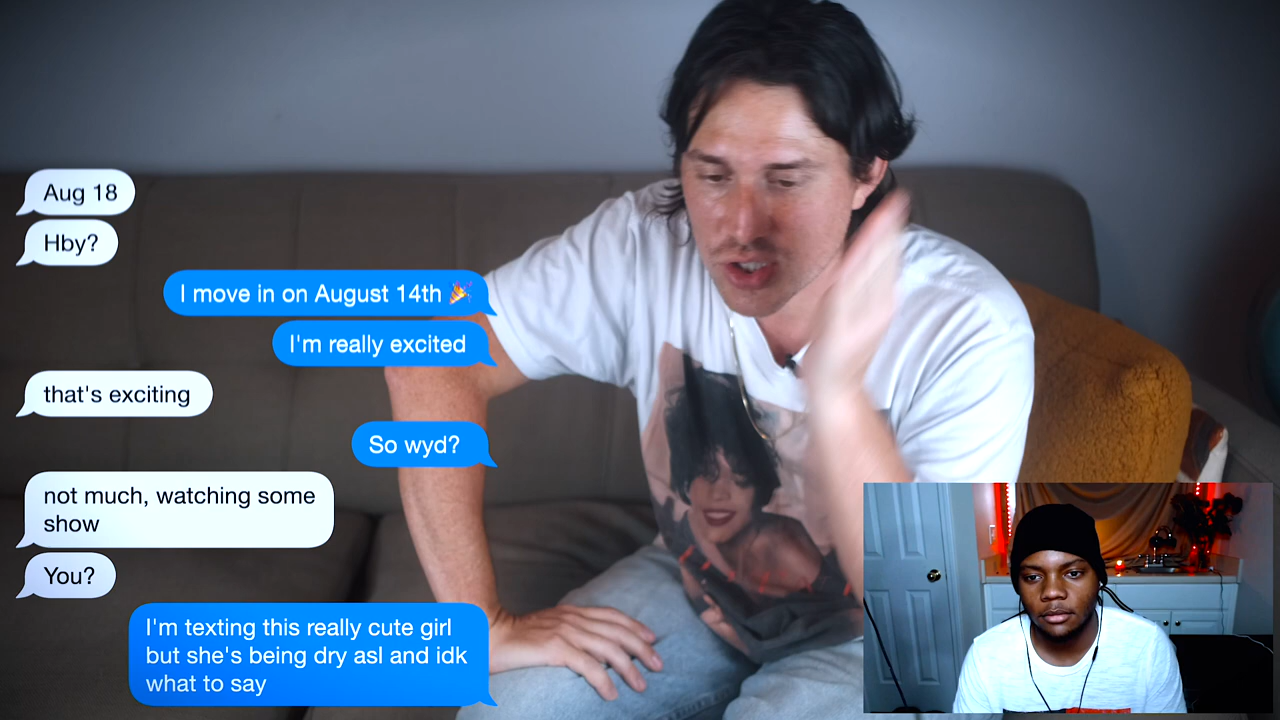 Aug 18
Hby?
I move in on August 14th 🎉
I'm really excited
that's exciting
So wyd?
not much, watching some
show
You?
I'm texting this really cute girl
but she's being dry asl and idk
what to say